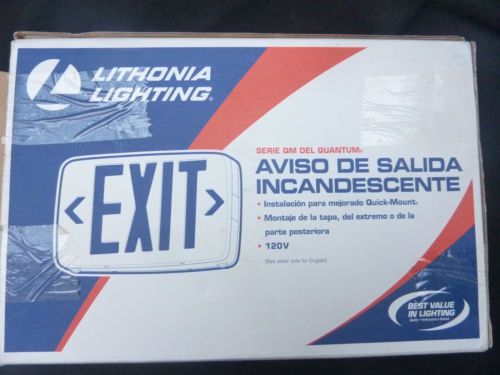 LITHONIA
LIGHTING®
SERIE QM DEL QUANTUM®
AVISO DE SALIDA
INCANDESCENTE
• Instalación para mejorado Quick-Mount.
• Montaje de la tapa, del extremo o de la
parte posteriora
• 120V
(See other side for English)
EXIT
BEST VALUE
IN LIGHTING